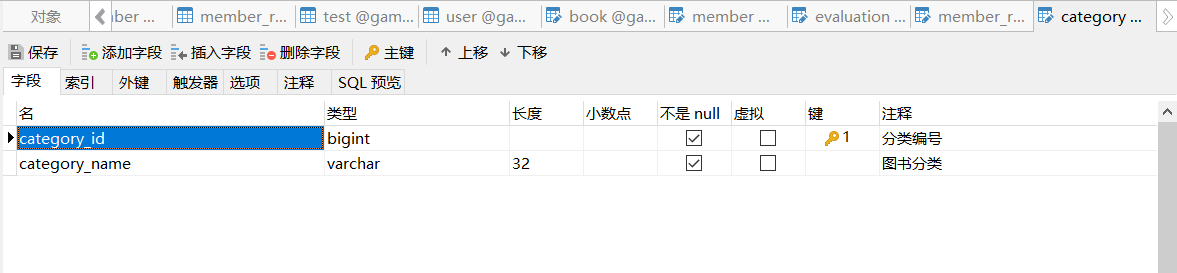 对象 nber ... member_r... test @gam... user @ga... book @ga... member ... evaluation ... member_r... category ...
保存 添加字段 插入字段 删除字段 主键 上移 下移
字段 索引 外键 触发器 选项 注释 SQL 预览
名 类型 长度 小数点 不是 null 虚拟 键 注释
category_id bigint 1 分类编号
category_name varchar 32 图书分类